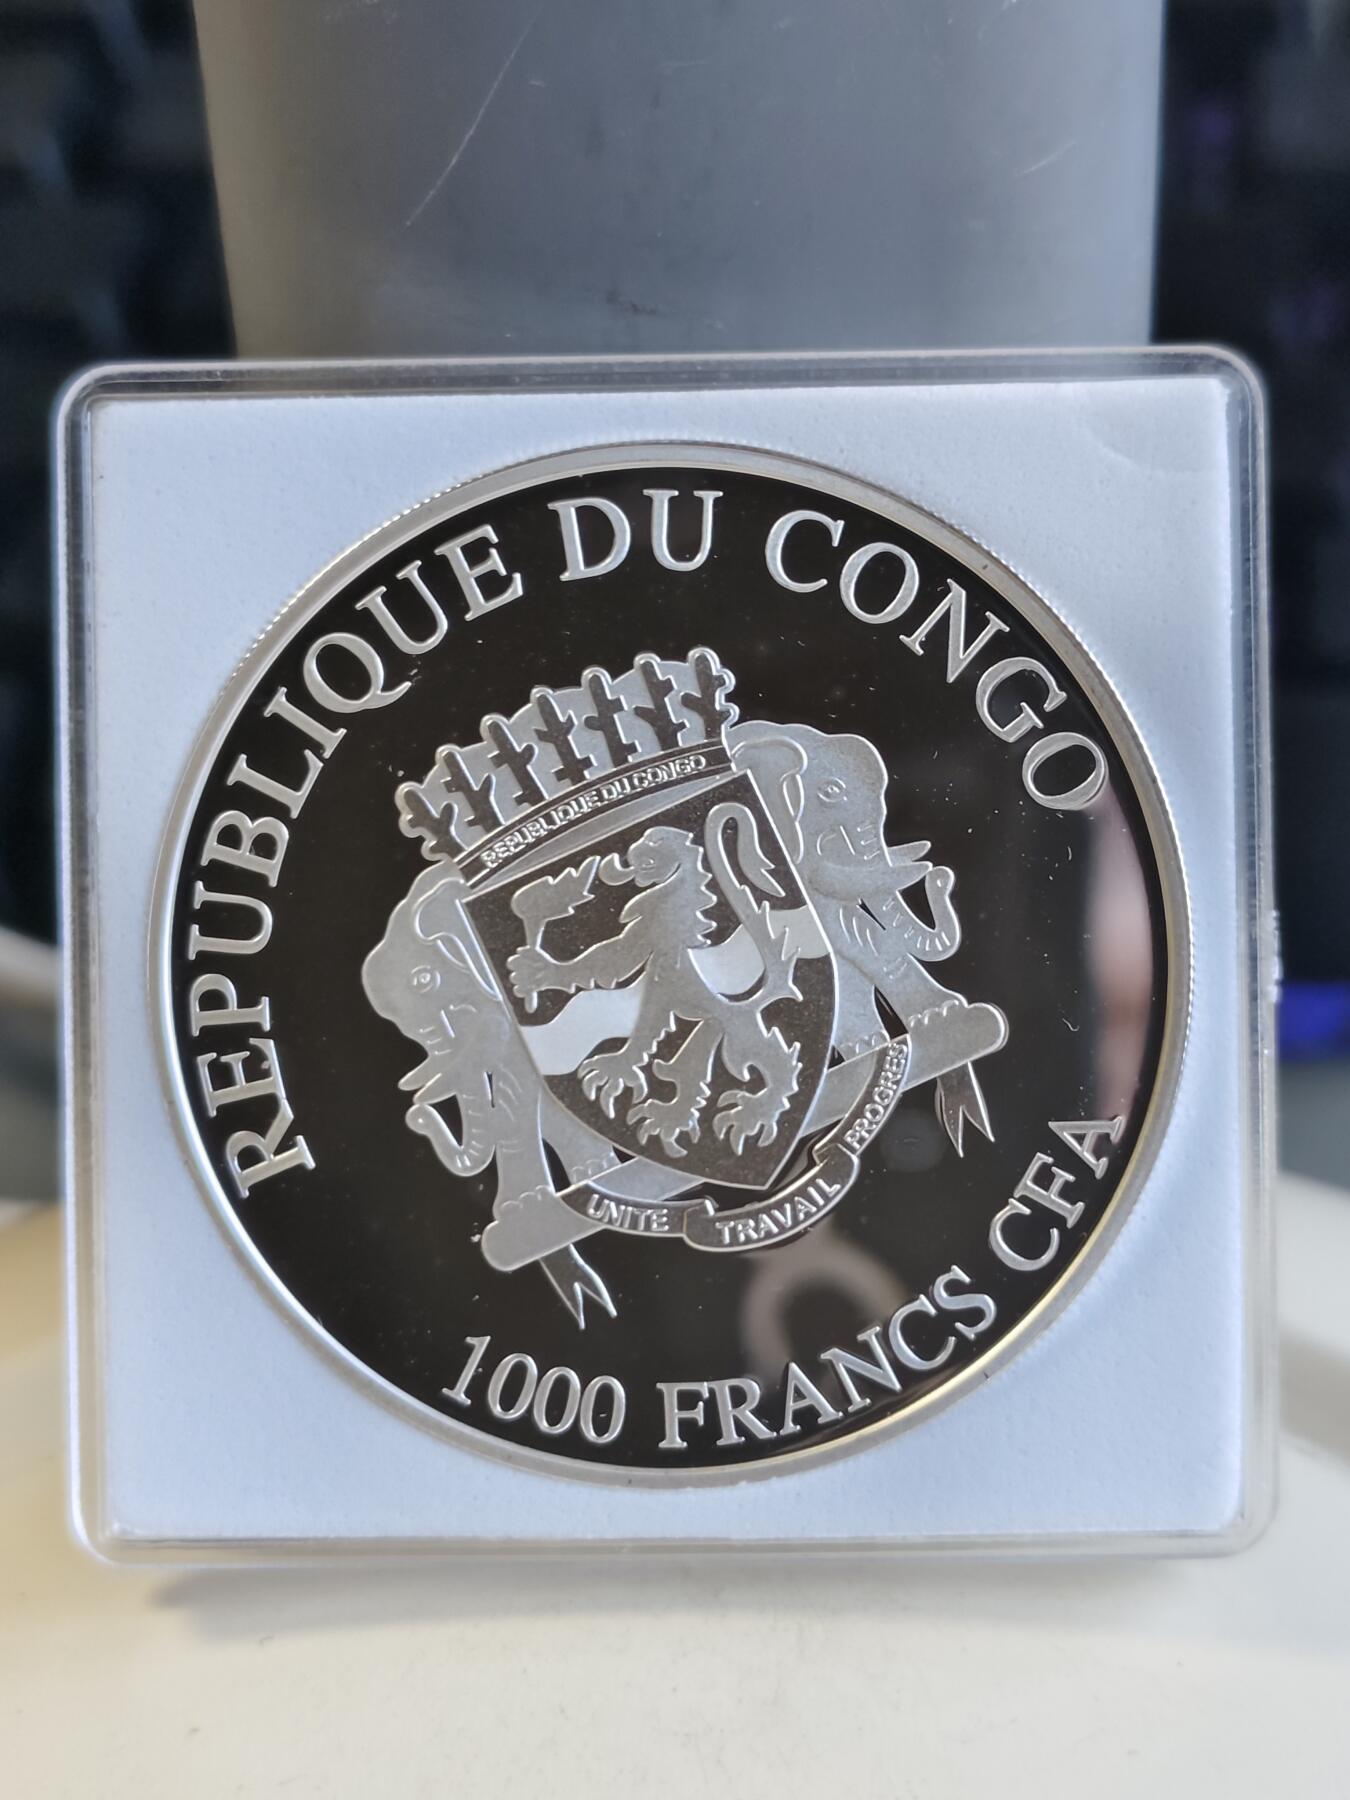 REPUBLIQUE DU CONGO
REPUBLIQUE DU CONGO
UNITE TRAVAIL PROGRES
1000 FRANCS CFA